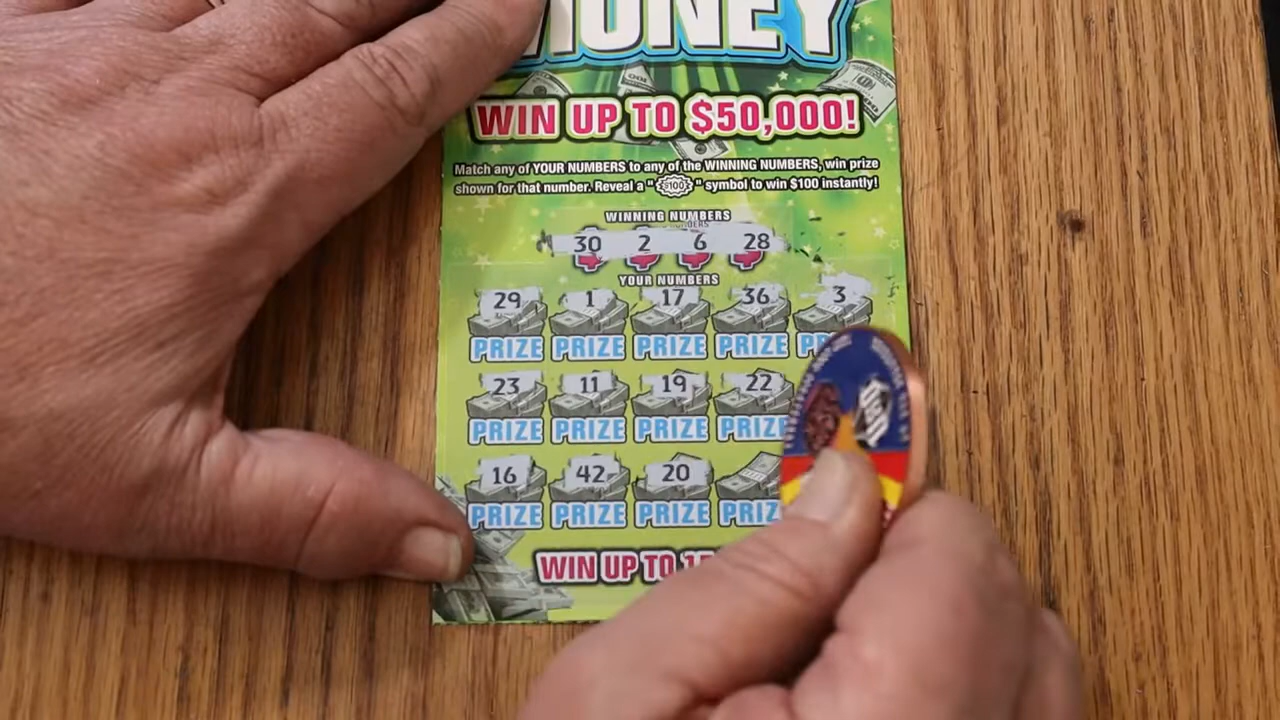 MONEY
WIN UP TO $50,000!
Match any of YOUR NUMBERS to any of the WINNING NUMBERS, win prize
shown for that number. Reveal a " $100 " symbol to win $100 instantly!
WINNING NUMBERS
30 2 6 28
YOUR NUMBERS
29 1 17 36 3
PRIZE PRIZE PRIZE PRIZE
23 11 19 22
PRIZE PRIZE PRIZE PRIZE
16 42 20
PRIZE PRIZE PRIZE
WIN UP TO